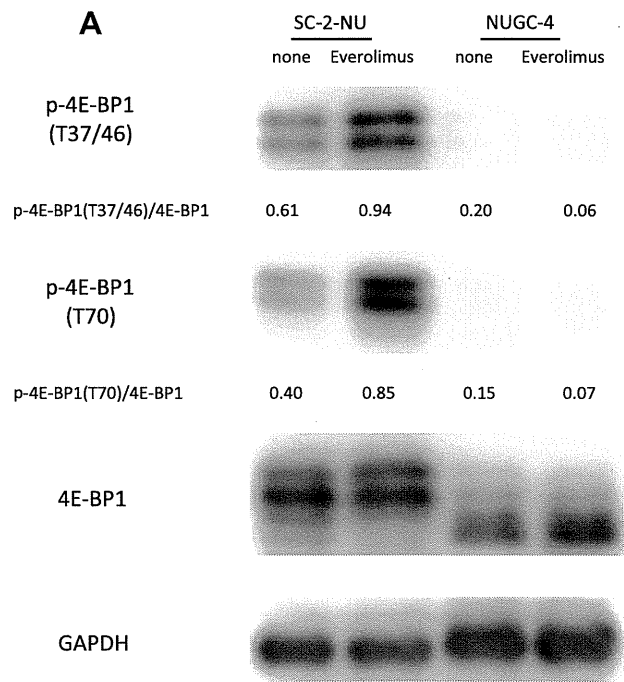 A
SC-2-NU NUGC-4
none Everolimus none Everolimus
p-4E-BP1
(T37/46)
p-4E-BP1(T37/46)/4E-BP1 0.61 0.94 0.20 0.06
p-4E-BP1
(T70)
p-4E-BP1(T70)/4E-BP1 0.40 0.85 0.15 0.07
4E-BP1
GAPDH